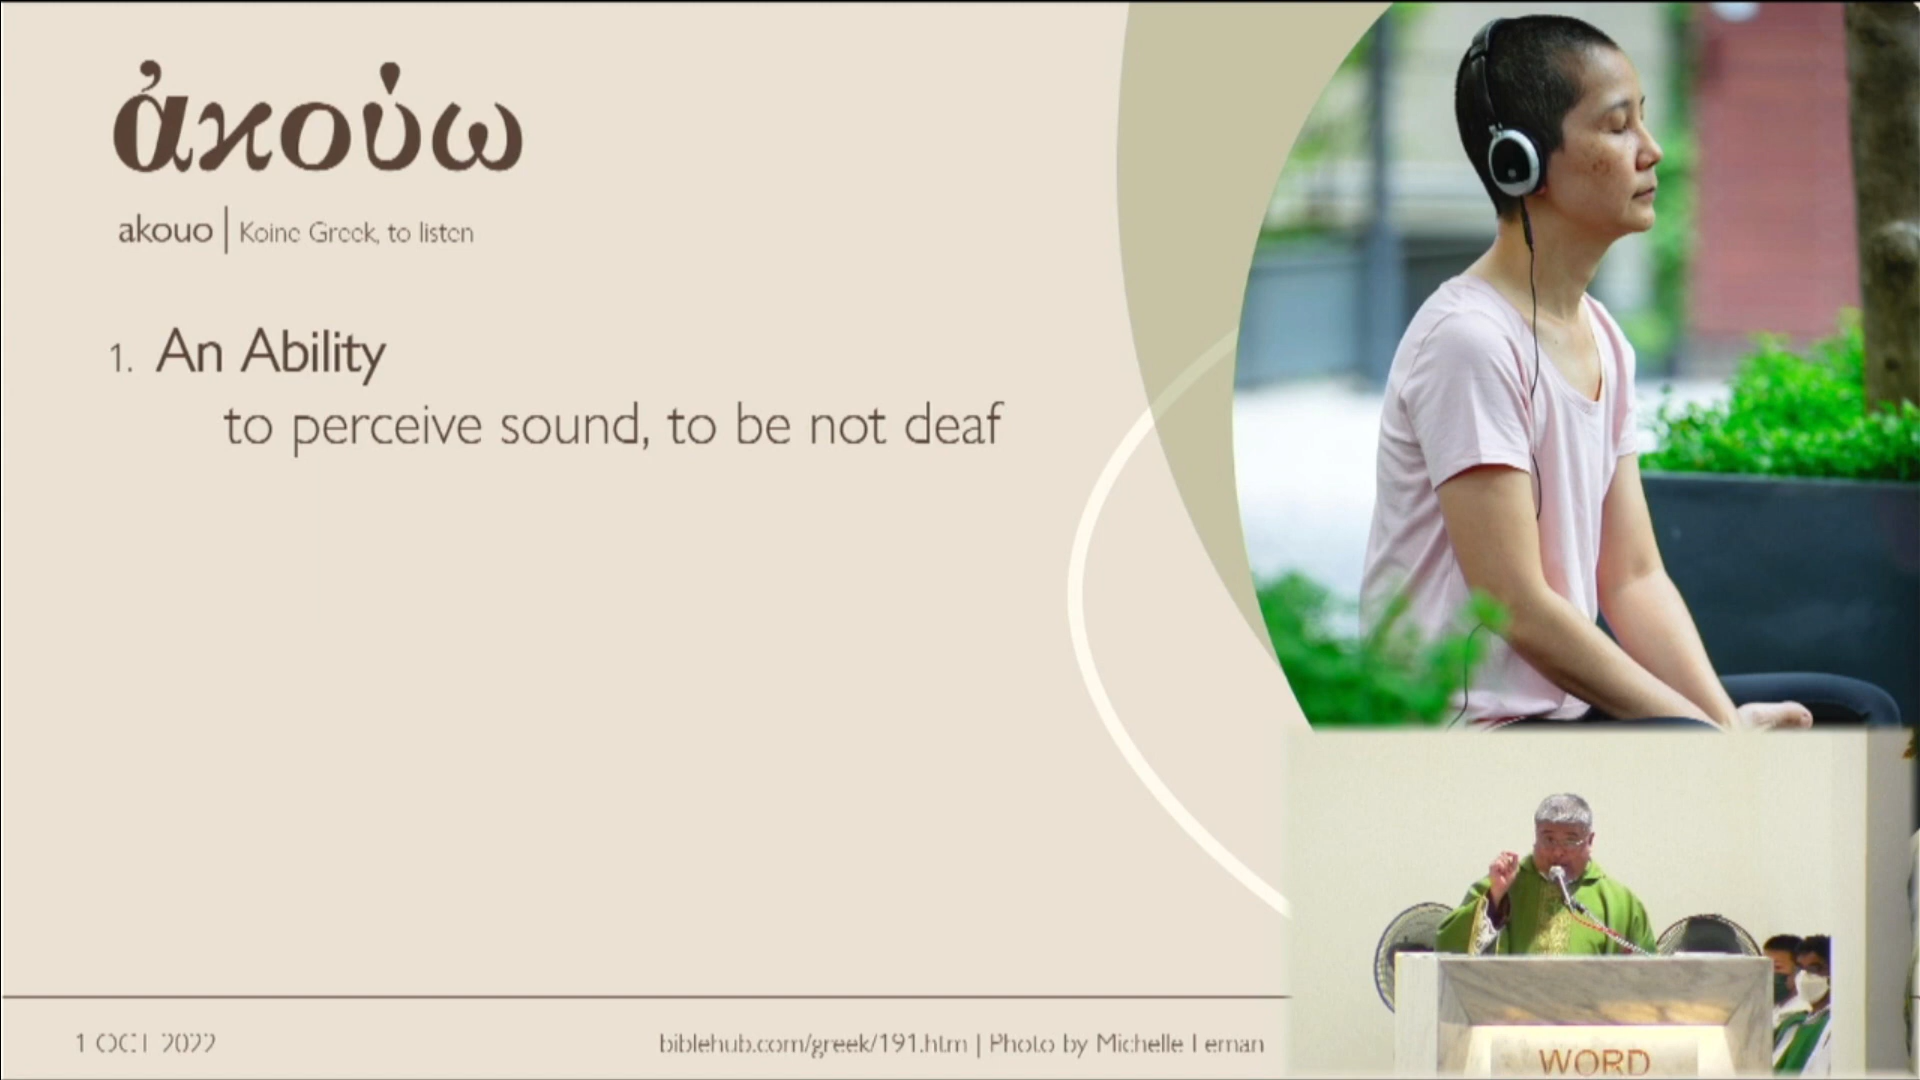 ἀκούω
akouo | Koine Greek, to listen
1. An Ability
to perceive sound, to be not deaf
1 OCT 2022
biblehub.com/greek/191.htm | Photo by Michelle Leman
WORD